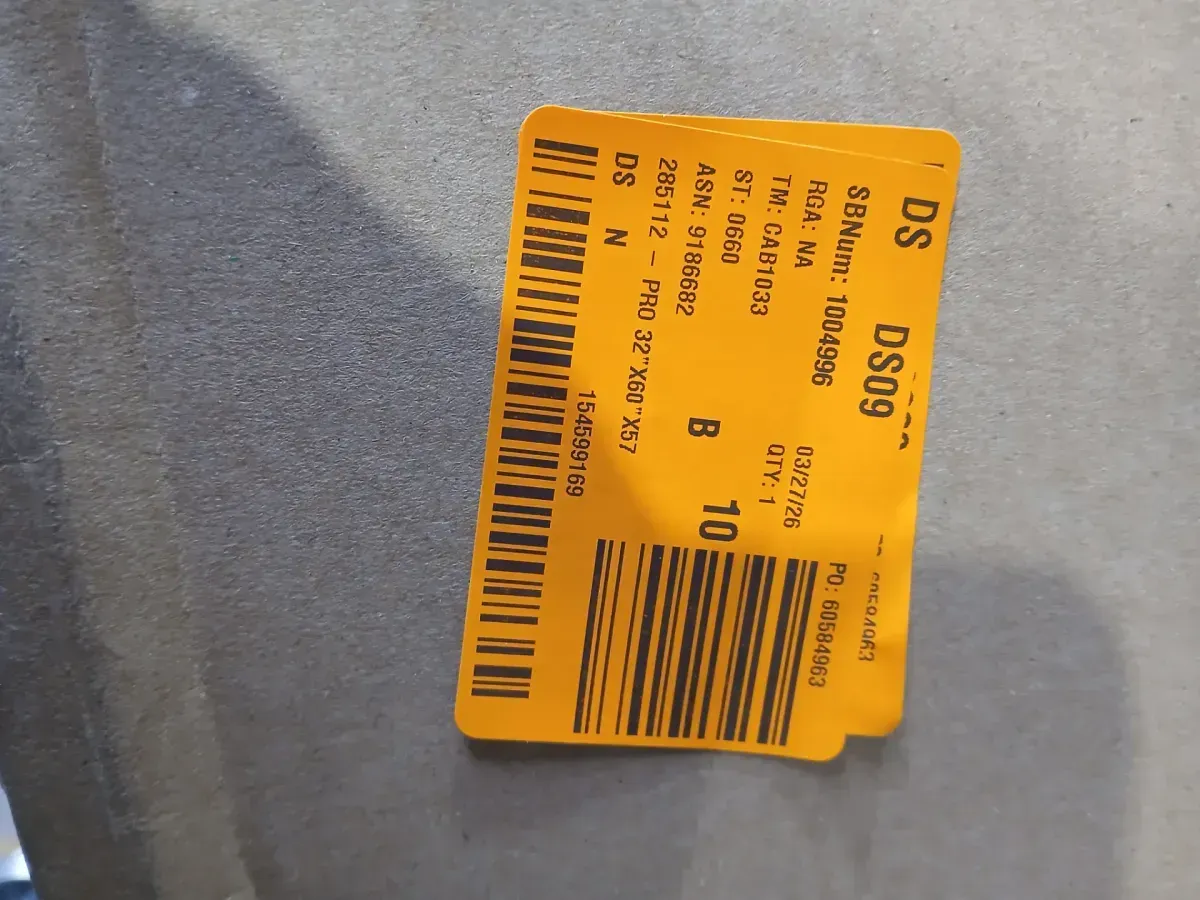 DS DS09
SBNum: 1004996 PO: 60584963
RGA: NA 03/27/26
TM: CAB1033 QTY: 1
ST: 0660
ASN: 9186682 B 10
285112 - PRO 32"X60"X57
DS N
154599169